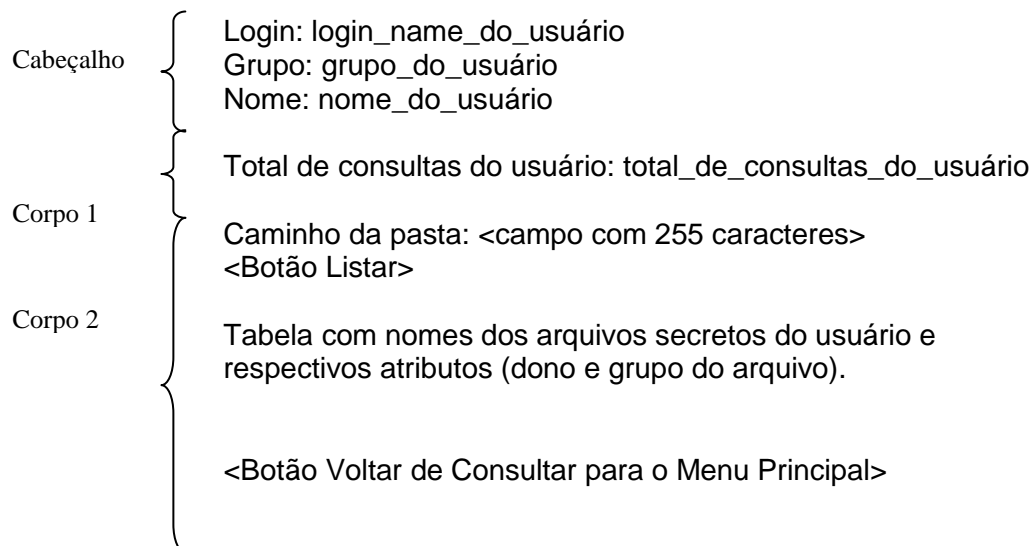 Cabeçalho
Login: login_name_do_usuário
Grupo: grupo_do_usuário
Nome: nome_do_usuário
Total de consultas do usuário: total_de_consultas_do_usuário
Corpo 1
Caminho da pasta: <campo com 255 caracteres>
<Botão Listar>
Corpo 2
Tabela com nomes dos arquivos secretos do usuário e
respectivos atributos (dono e grupo do arquivo).
<Botão Voltar de Consultar para o Menu Principal>